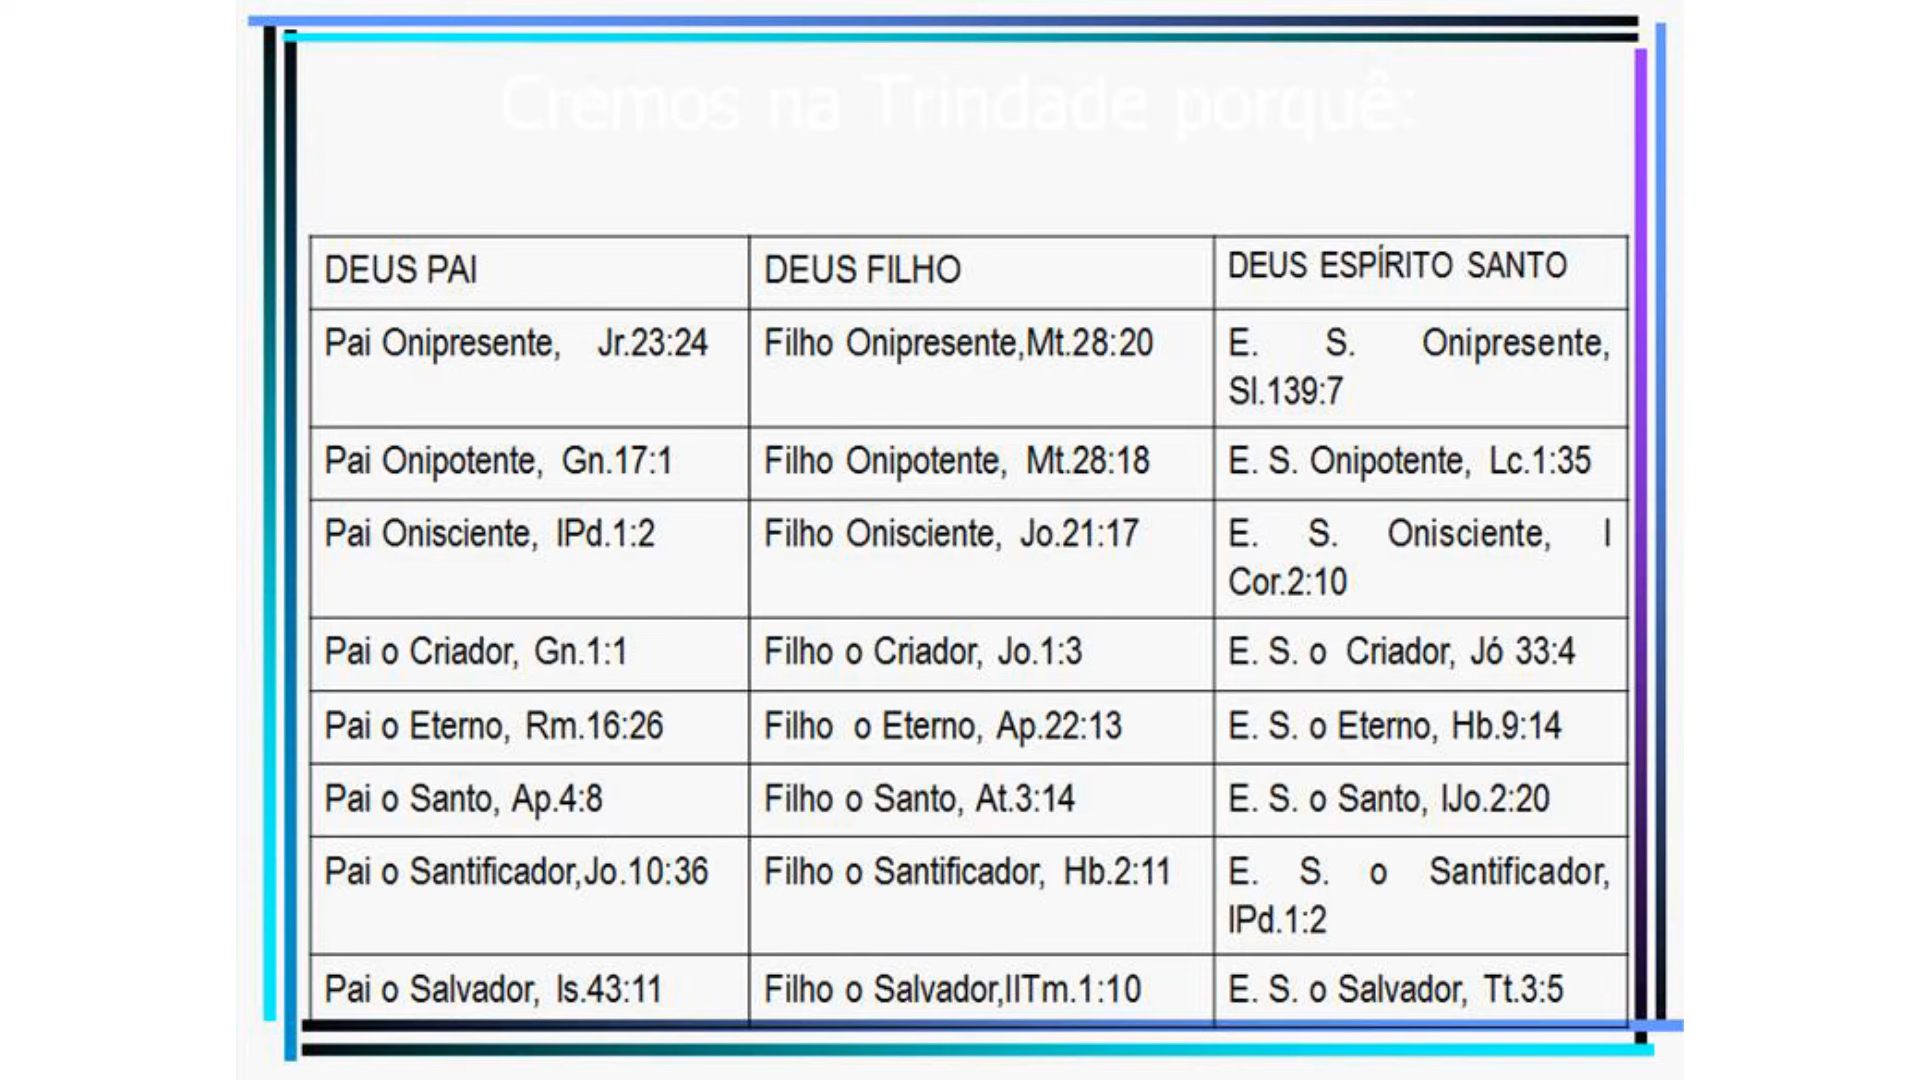 Cremos na Trindade porquê:
DEUS PAI
DEUS FILHO
DEUS ESPÍRITO SANTO
Pai Onipresente, Jr.23:24
Filho Onipresente,Mt.28:20
E. S. Onipresente,
Sl.139:7
Pai Onipotente, Gn.17:1
Filho Onipotente, Mt.28:18
E. S. Onipotente, Lc.1:35
Pai Onisciente, IPd.1:2
Filho Onisciente, Jo.21:17
E. S. Onisciente, I
Cor.2:10
Pai o Criador, Gn.1:1
Filho o Criador, Jo.1:3
E. S. o Criador, Jó 33:4
Pai o Eterno, Rm.16:26
Filho o Eterno, Ap.22:13
E. S. o Eterno, Hb.9:14
Pai o Santo, Ap.4:8
Filho o Santo, At.3:14
E. S. o Santo, IJo.2:20
Pai o Santificador,Jo.10:36
Filho o Santificador, Hb.2:11
E. S. o Santificador,
IPd.1:2
Pai o Salvador, Is.43:11
Filho o Salvador,IITm.1:10
E. S. o Salvador, Tt.3:5